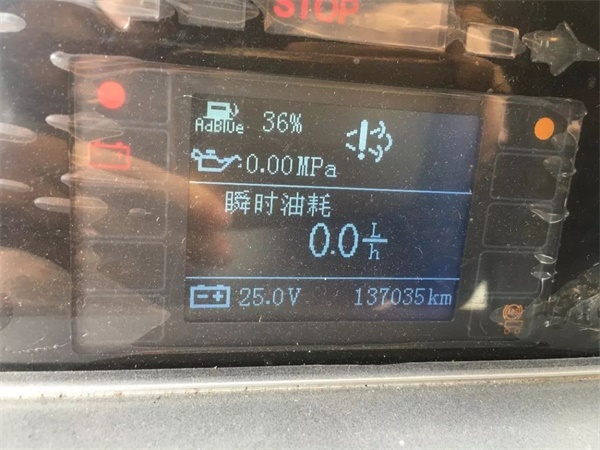 STOP
AdBlue 36%
0.00MPa
瞬时油耗
0.0 L/h
25.0V 137035km